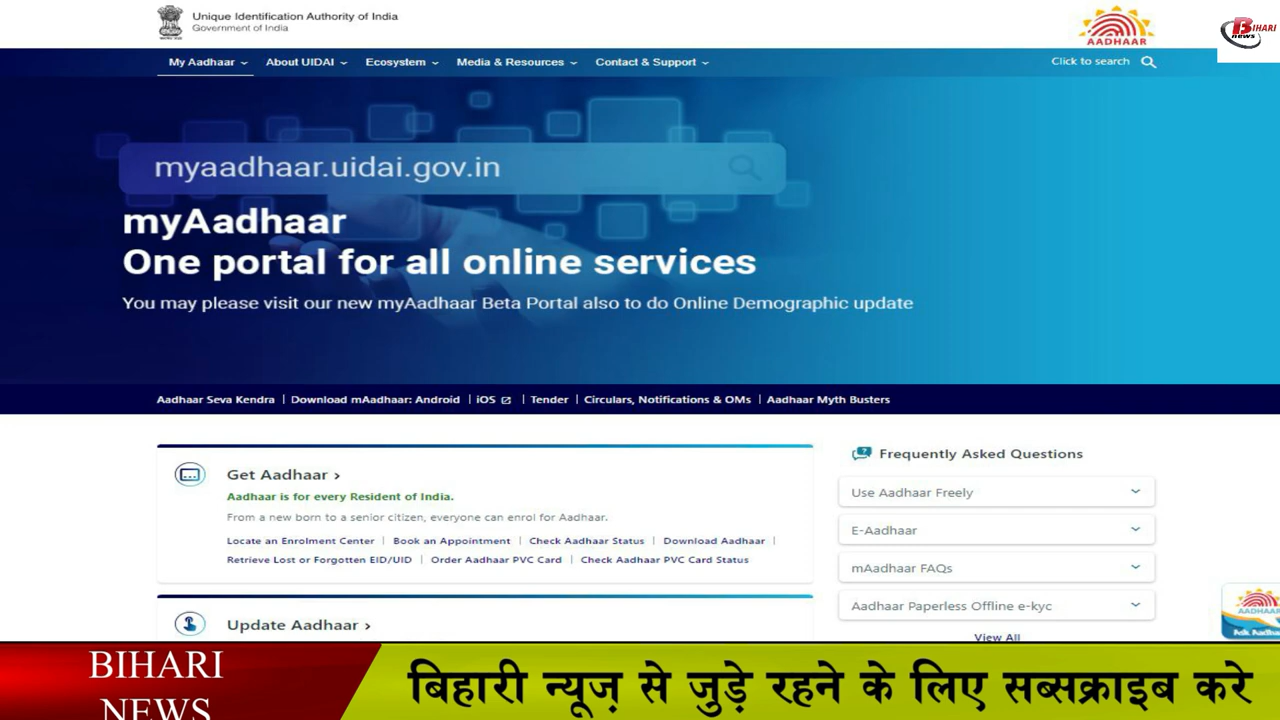 Unique Identification Authority of India
Government of India
AADHAAR
BIHARI
news
My Aadhaar
About UIDAI
Ecosystem
Media & Resources
Contact & Support
Click to search
myaadhaar.uidai.gov.in
myAadhaar
One portal for all online services
You may please visit our new myAadhaar Beta Portal also to do Online Demographic update
Aadhaar Seva Kendra | Download mAadhaar: Android | iOS | Tender | Circulars, Notifications & OMs | Aadhaar Myth Busters
Get Aadhaar >
Aadhaar is for every Resident of India.
From a new born to a senior citizen, everyone can enrol for Aadhaar.
Locate an Enrolment Center | Book an Appointment | Check Aadhaar Status | Download Aadhaar |
Retrieve Lost or Forgotten EID/UID | Order Aadhaar PVC Card | Check Aadhaar PVC Card Status
Update Aadhaar >
Frequently Asked Questions
Use Aadhaar Freely
E-Aadhaar
mAadhaar FAQs
Aadhaar Paperless Offline e-kyc
View All
AADHAAR
Ask Aadhaa
BIHARI
NEWS
बिहारी न्यूज़ से जुड़े रहने के लिए सब्सक्राइब करे